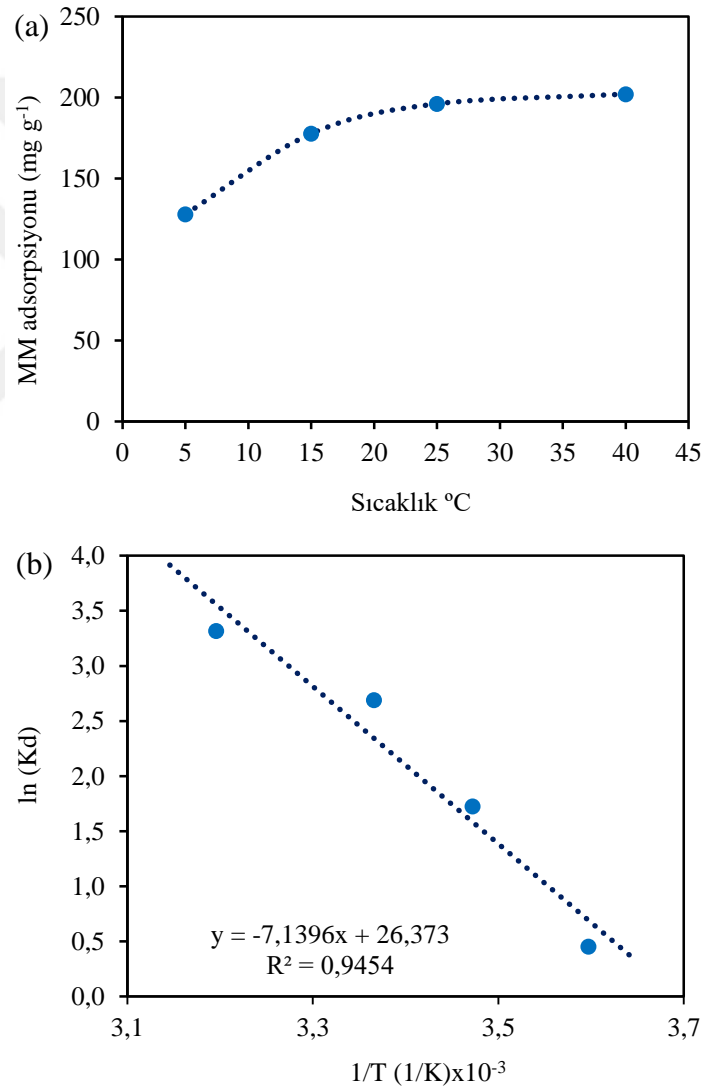 (a)
MM adsorpsiyonu (mg g⁻¹)
250
200
150
100
50
0
0 5 10 15 20 25 30 35 40 45
Sıcaklık ºC
(b)
ln (Kd)
4,0
3,5
3,0
2,5
2,0
1,5
1,0
0,5
0,0
y = -7,1396x + 26,373
R² = 0,9454
3,1 3,3 3,5 3,7
1/T (1/K)x10⁻³